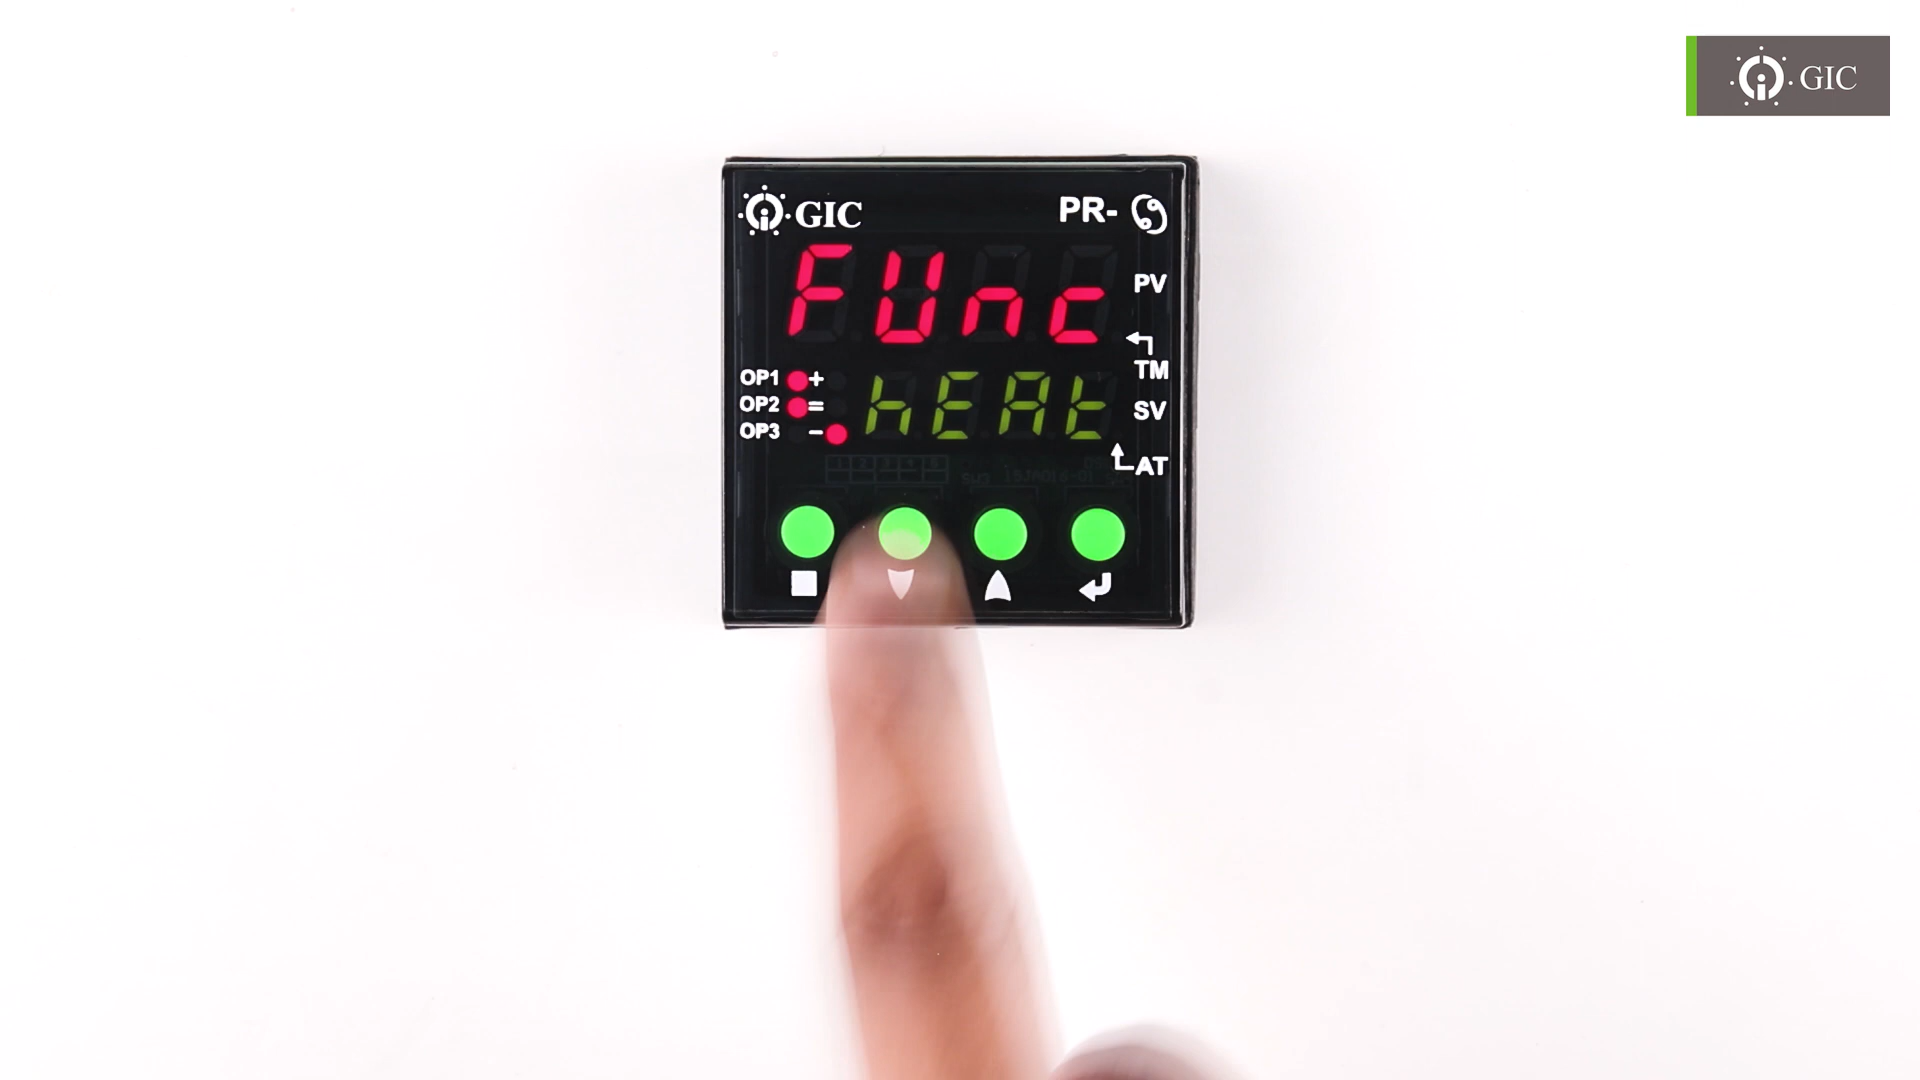 GIC
GIC PR-
FUnc
PV
TM
OP1 +
OP2 =
OP3 -
hEAt
SV
AT